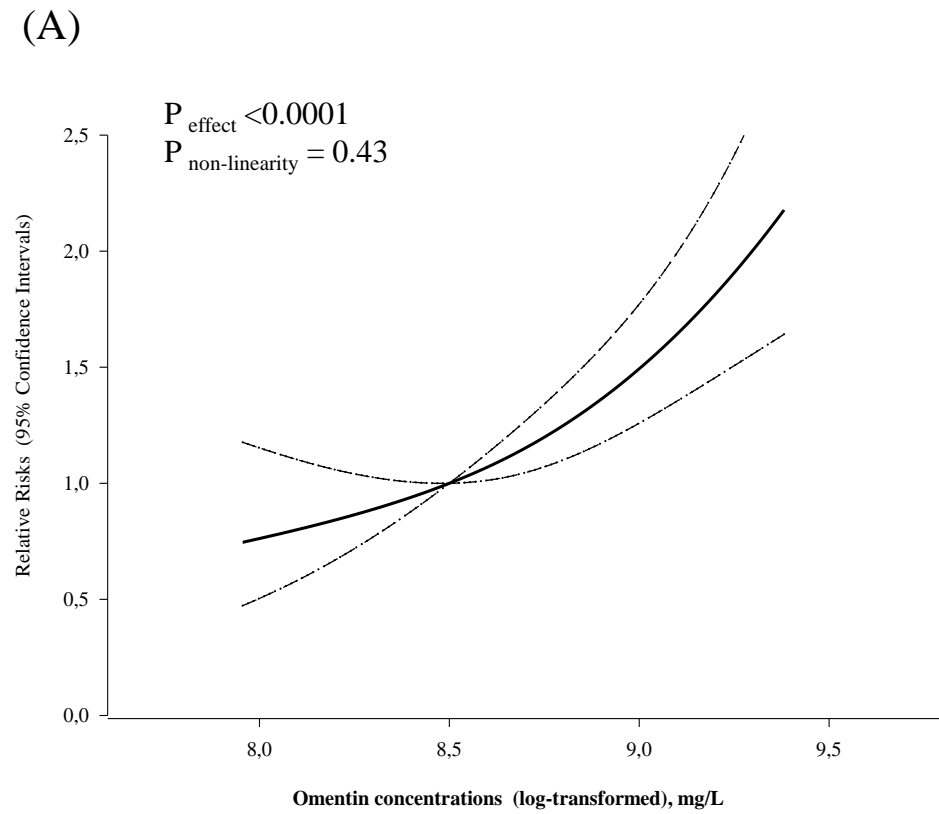 (A)
P effect <0.0001
P non-linearity = 0.43
Relative Risks (95% Confidence Intervals)
2,5
2,0
1,5
1,0
0,5
0,0
8,0 8,5 9,0 9,5
Omentin concentrations (log-transformed), mg/L